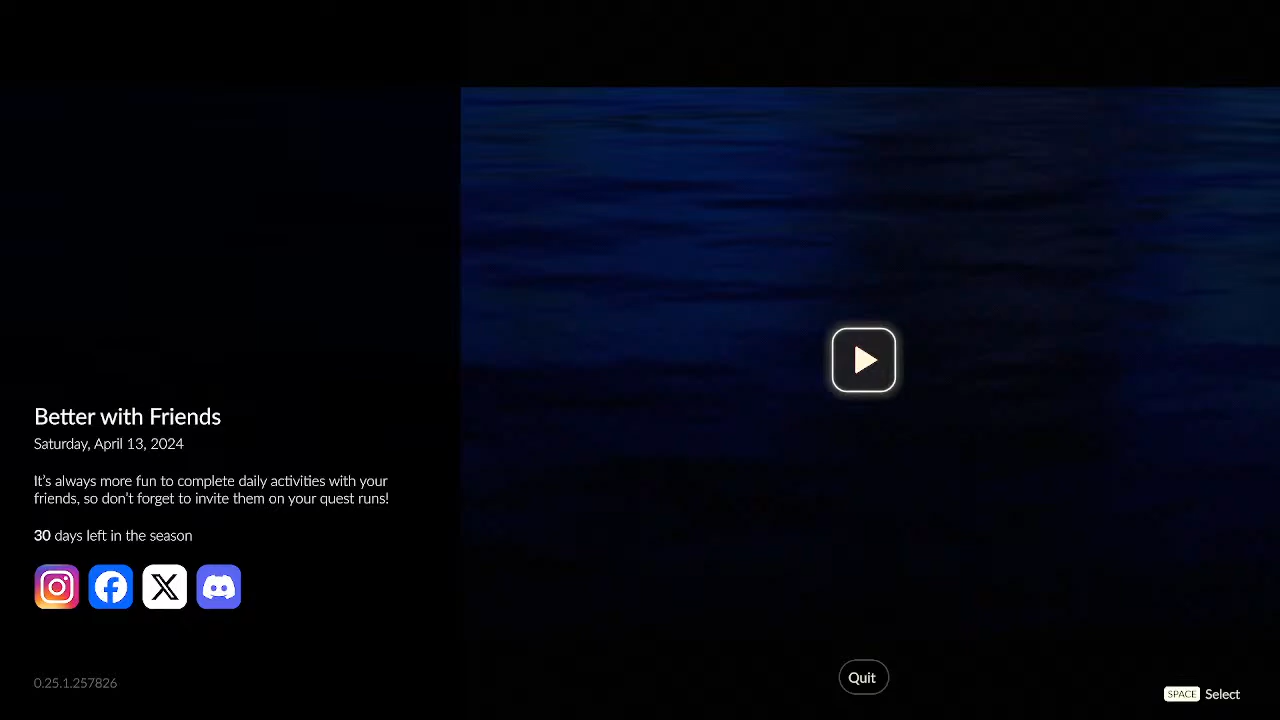 Better with Friends
Saturday, April 13, 2024
It's always more fun to complete daily activities with your
friends, so don't forget to invite them on your quest runs!
30 days left in the season
0.25.1.257826
Quit
SPACE Select